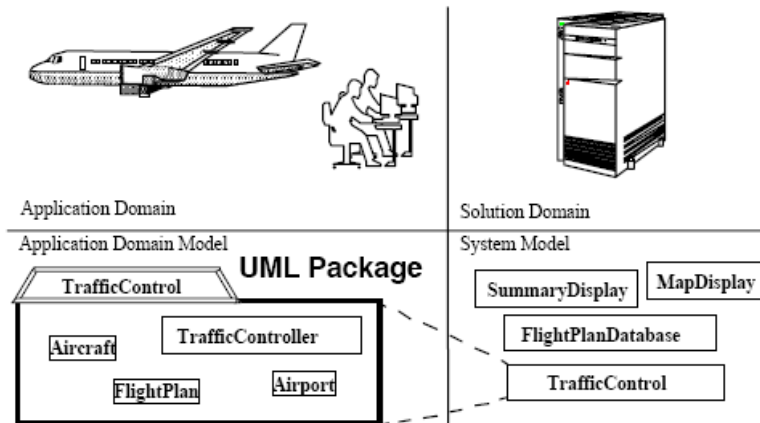 Application Domain
Solution Domain
Application Domain Model
UML Package
TrafficControl
Aircraft
TrafficController
FlightPlan
Airport
System Model
SummaryDisplay
MapDisplay
FlightPlanDatabase
TrafficControl